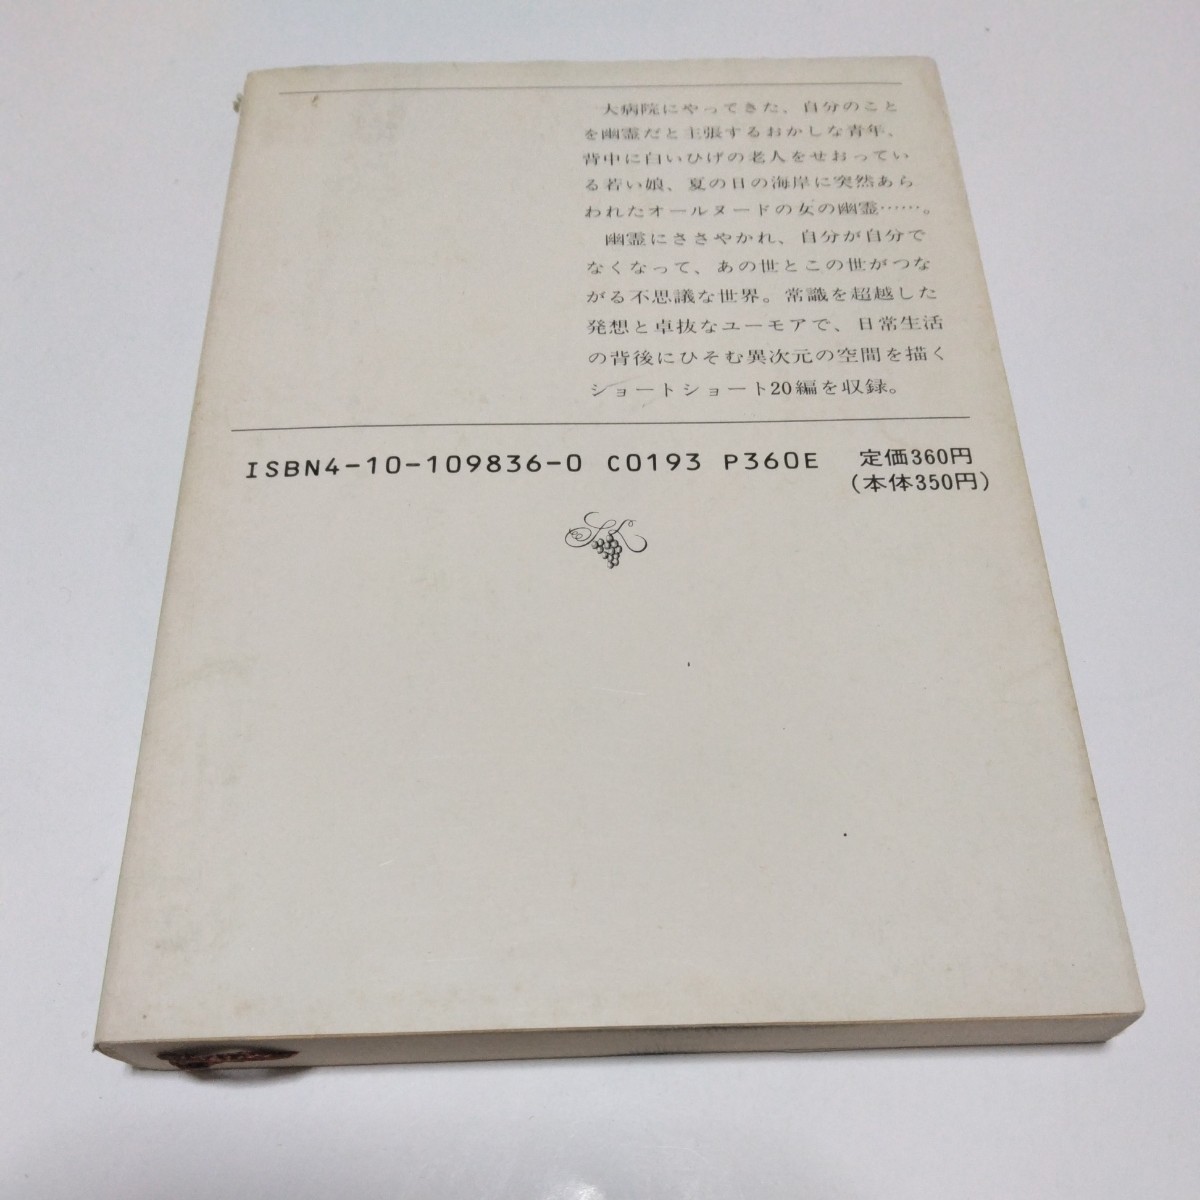 大病院にやってきた、自分のこと
を幽霊だと主張するおかしな青年、
背中に白いひげの老人をせおってい
る若い娘、夏の日の海岸に突然あら
われたオールヌードの女の幽霊……。
幽霊にささやかれ、自分が自分で
なくなって、あの世とこの世がつな
がる不思議な世界。常識を超越した
発想と卓抜なユーモアで、日常生活
の背後にひそむ異次元の空間を描く
ショートショート20編を収録。
ISBN4-10-109836-0 C0193 P360E 定価360円
(本体350円)